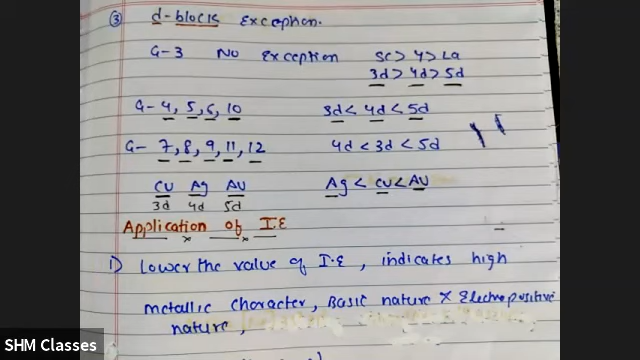 ③ d-block Exception.
G-3 No Exception Sc > Y > La
3d > 4d > 5d
G-4, 5, 6, 10 3d < 4d < 5d
G- 7, 8, 9, 11, 12 4d < 3d < 5d
Cu Ag Au Ag < Cu < Au
3d 4d 5d
Application of I.E
1) Lower the value of I.E, indicates high
metallic character, Basic nature & Electropositive
nature,
SHM Classes